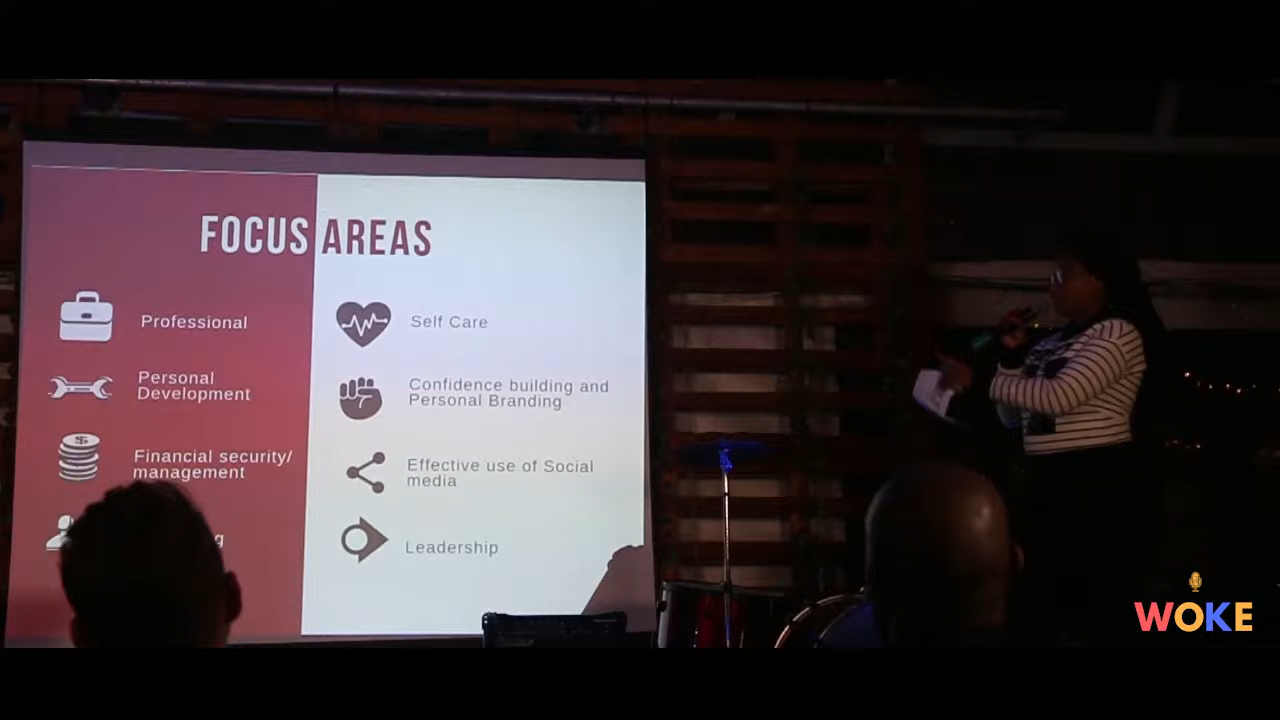 FOCUS AREAS
Professional
Personal
Development
Financial security/
management
Self Care
Confidence building and
Personal Branding
Effective use of Social
media
Leadership
WOKE